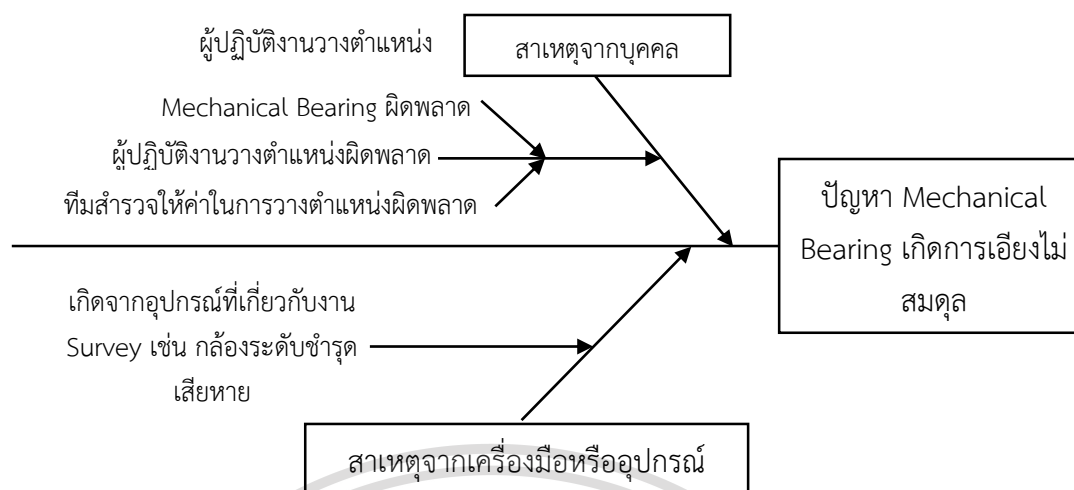 ผู้ปฏิบัติงานวางตำแหน่ง
สาเหตุจากบุคคล
Mechanical Bearing ผิดพลาด
ผู้ปฏิบัติงานวางตำแหน่งผิดพลาด
ทีมสำรวจให้ค่าในการวางตำแหน่งผิดพลาด
ปัญหา Mechanical
Bearing เกิดการเอียงไม่
สมดุล
เกิดจากอุปกรณ์ที่เกี่ยวกับงาน
Survey เช่น กล้องระดับชำรุด
เสียหาย
สาเหตุจากเครื่องมือหรืออุปกรณ์